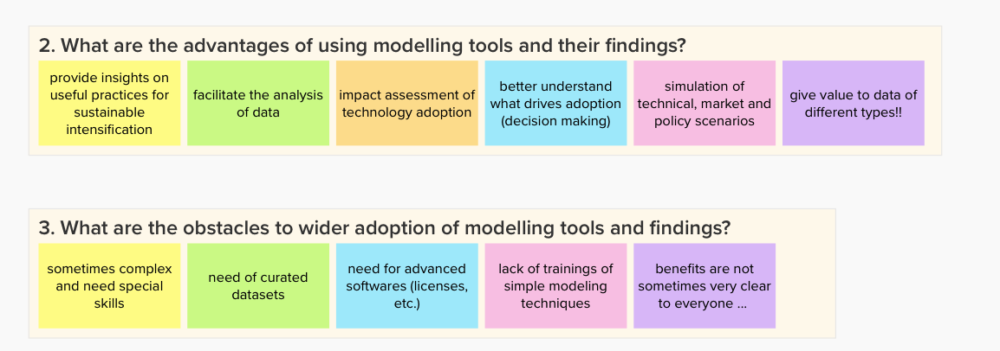 2. What are the advantages of using modelling tools and their findings?
provide insights on
useful practices for
sustainable
intensification
facilitate the analysis
of data
impact assessment of
technology adoption
better understand
what drives adoption
(decision making)
simulation of
technical, market and
policy scenarios
give value to data of
different types!!
3. What are the obstacles to wider adoption of modelling tools and findings?
sometimes complex
and need special
skills
need of curated
datasets
need for advanced
softwares (licenses,
etc.)
lack of trainings of
simple modeling
techniques
benefits are not
sometimes very clear
to everyone ...